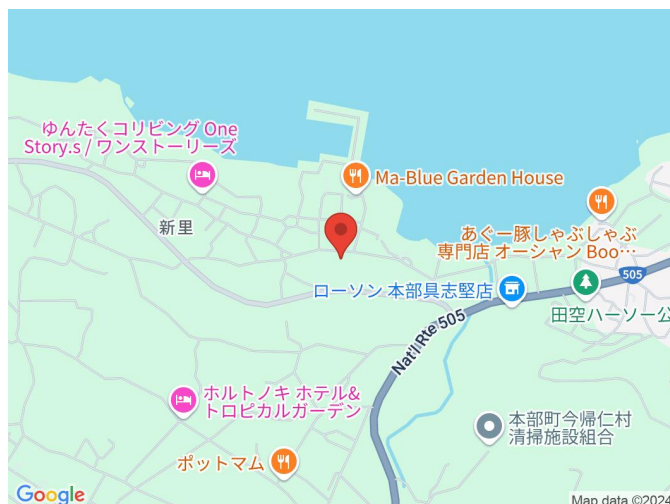 ゆんたくコリビング One
Story.s / ワンストーリーズ
Ma-Blue Garden House
新里
あぐー豚しゃぶしゃぶ
専門店 オーシャン Boo…
505
ローソン 本部具志堅店
田空ハーソー公
Nat'l Rte 505
ホルトノキ ホテル&
トロピカルガーデン
本部町今帰仁村
清掃施設組合
ポットマム
Google
Map data ©2024